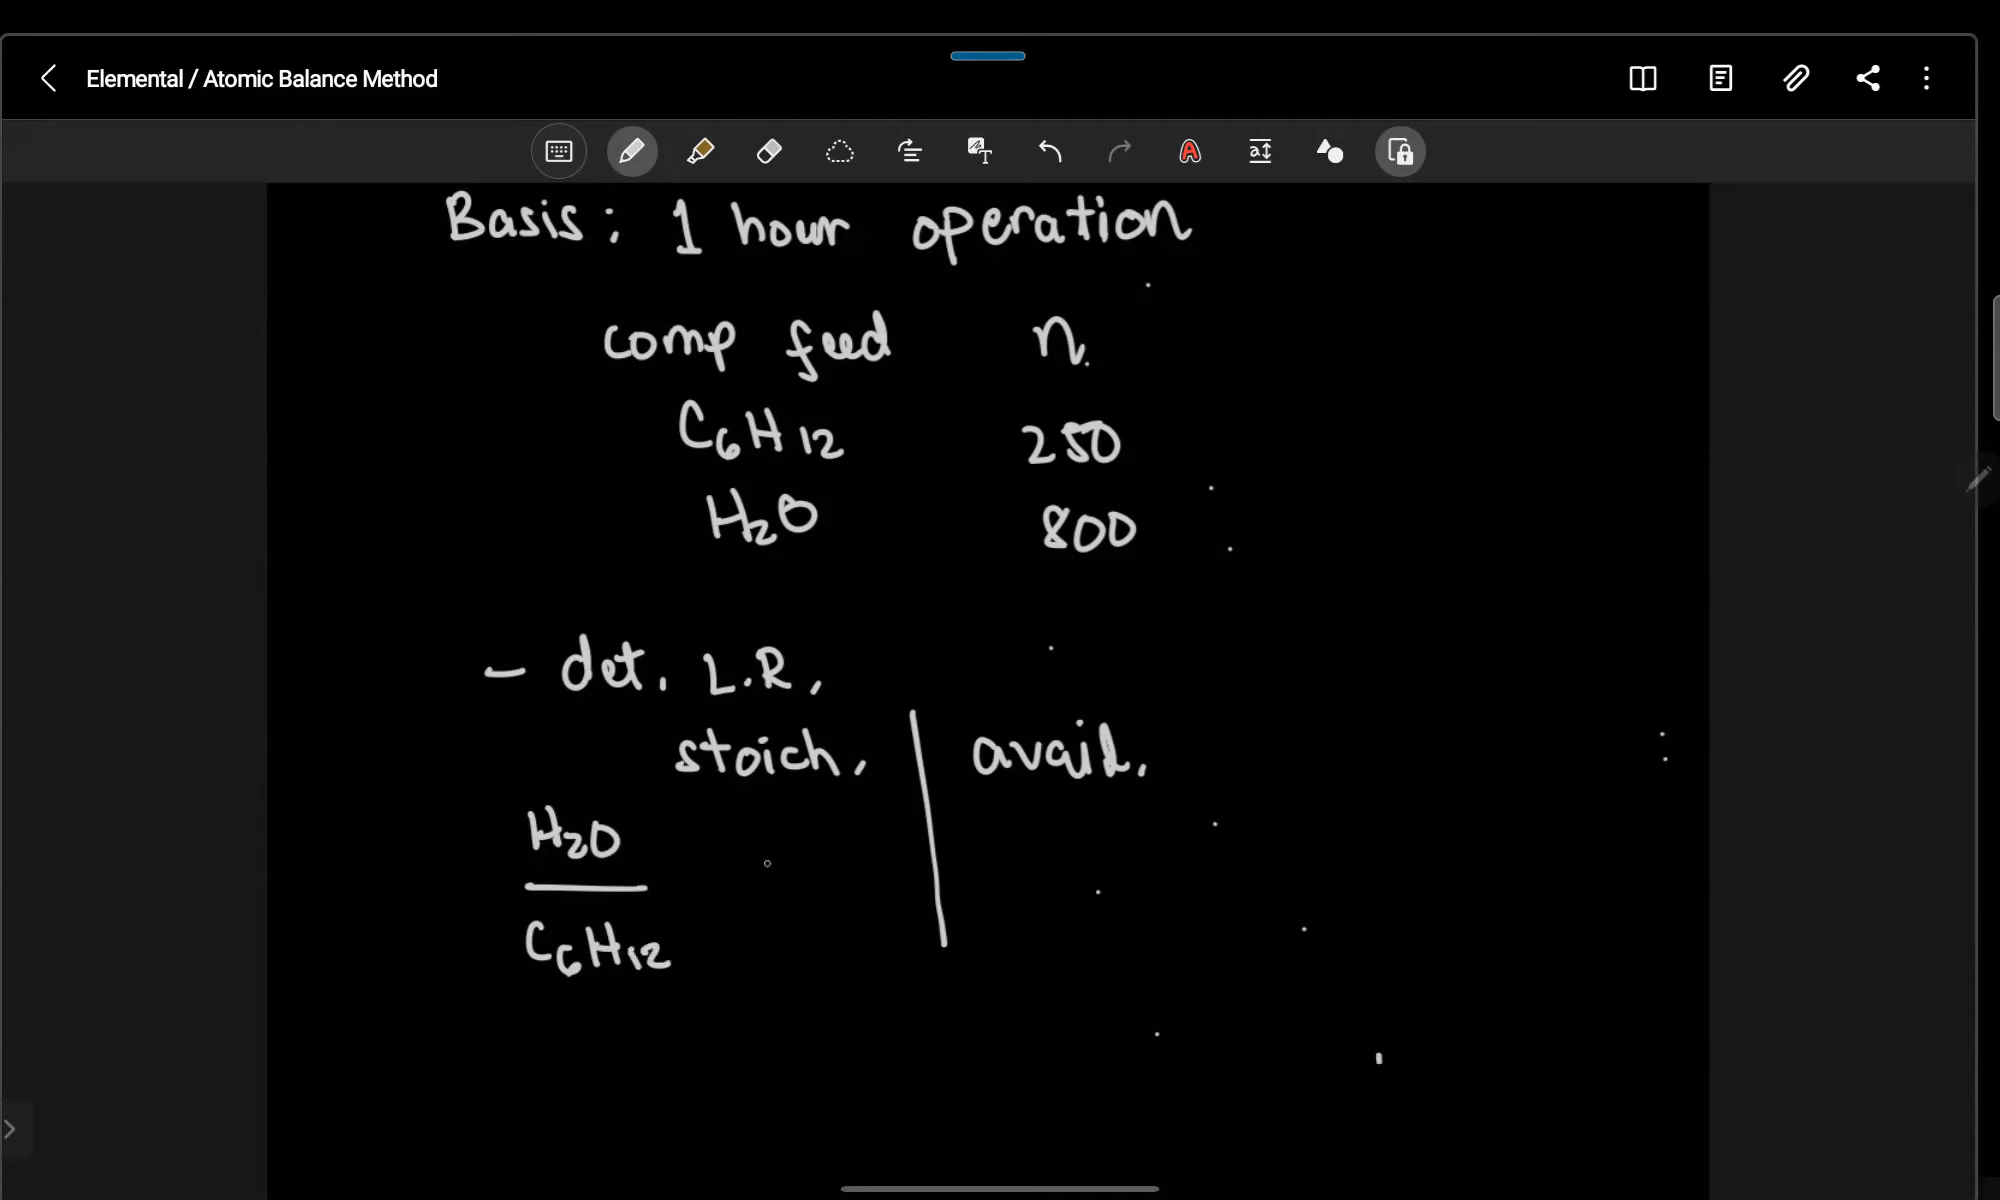 Elemental / Atomic Balance Method
Basis: 1 hour operation
comp feed n
C6H12 250
H2O 800
- det. L.R.
stoich. avail.
H2O
C6H12